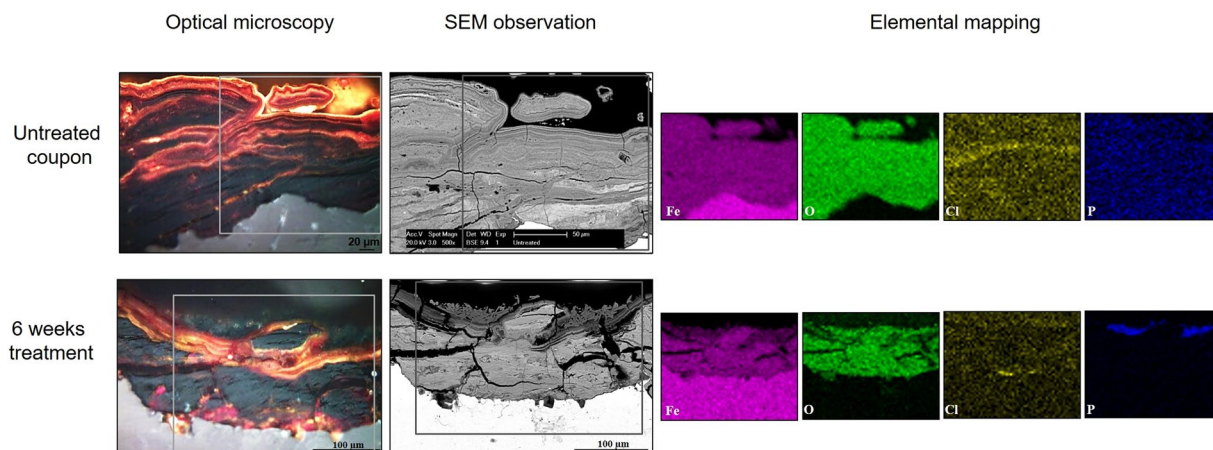 Optical microscopy
SEM observation
Elemental mapping
Untreated
coupon
20 µm
Acc.V Spot Magn Det WD Exp 50 µm
20.0 kV 3.0 500x BSE 9.4 1 Untreated
Fe
O
Cl
P
6 weeks
treatment
100 µm
100 µm
Fe
O
Cl
P